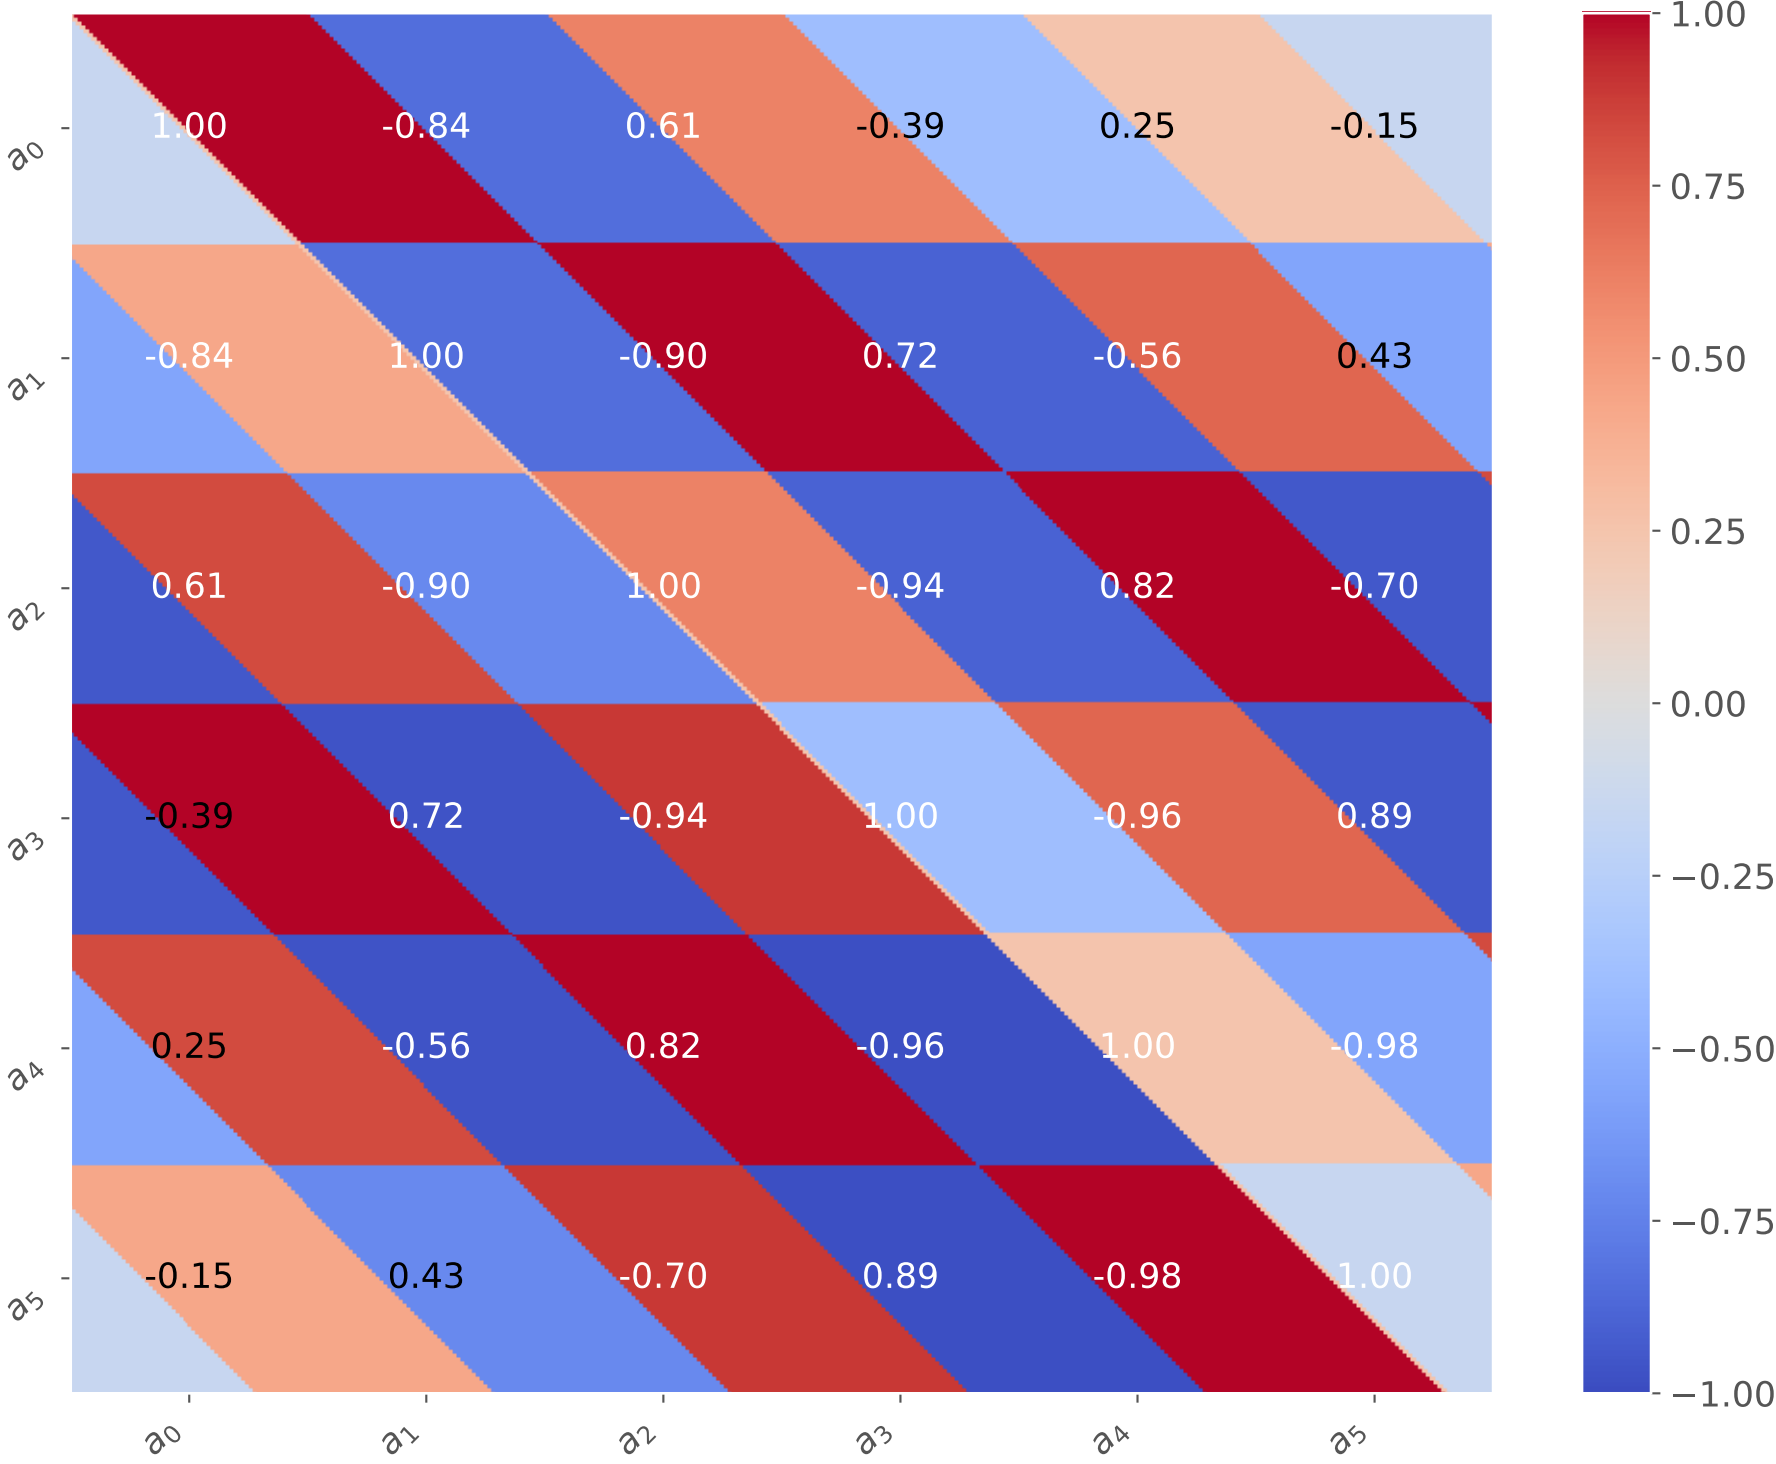 1.00 -0.84 0.61 -0.39 0.25 -0.15
-0.84 1.00 -0.90 0.72 -0.56 0.43
0.61 -0.90 1.00 -0.94 0.82 -0.70
-0.39 0.72 -0.94 1.00 -0.96 0.89
0.25 -0.56 0.82 -0.96 1.00 -0.98
-0.15 0.43 -0.70 0.89 -0.98 1.00
a₀
a₁
a₂
a₃
a₄
a₅
a₀ a₁ a₂ a₃ a₄ a₅
1.00
0.75
0.50
0.25
0.00
−0.25
−0.50
−0.75
−1.00